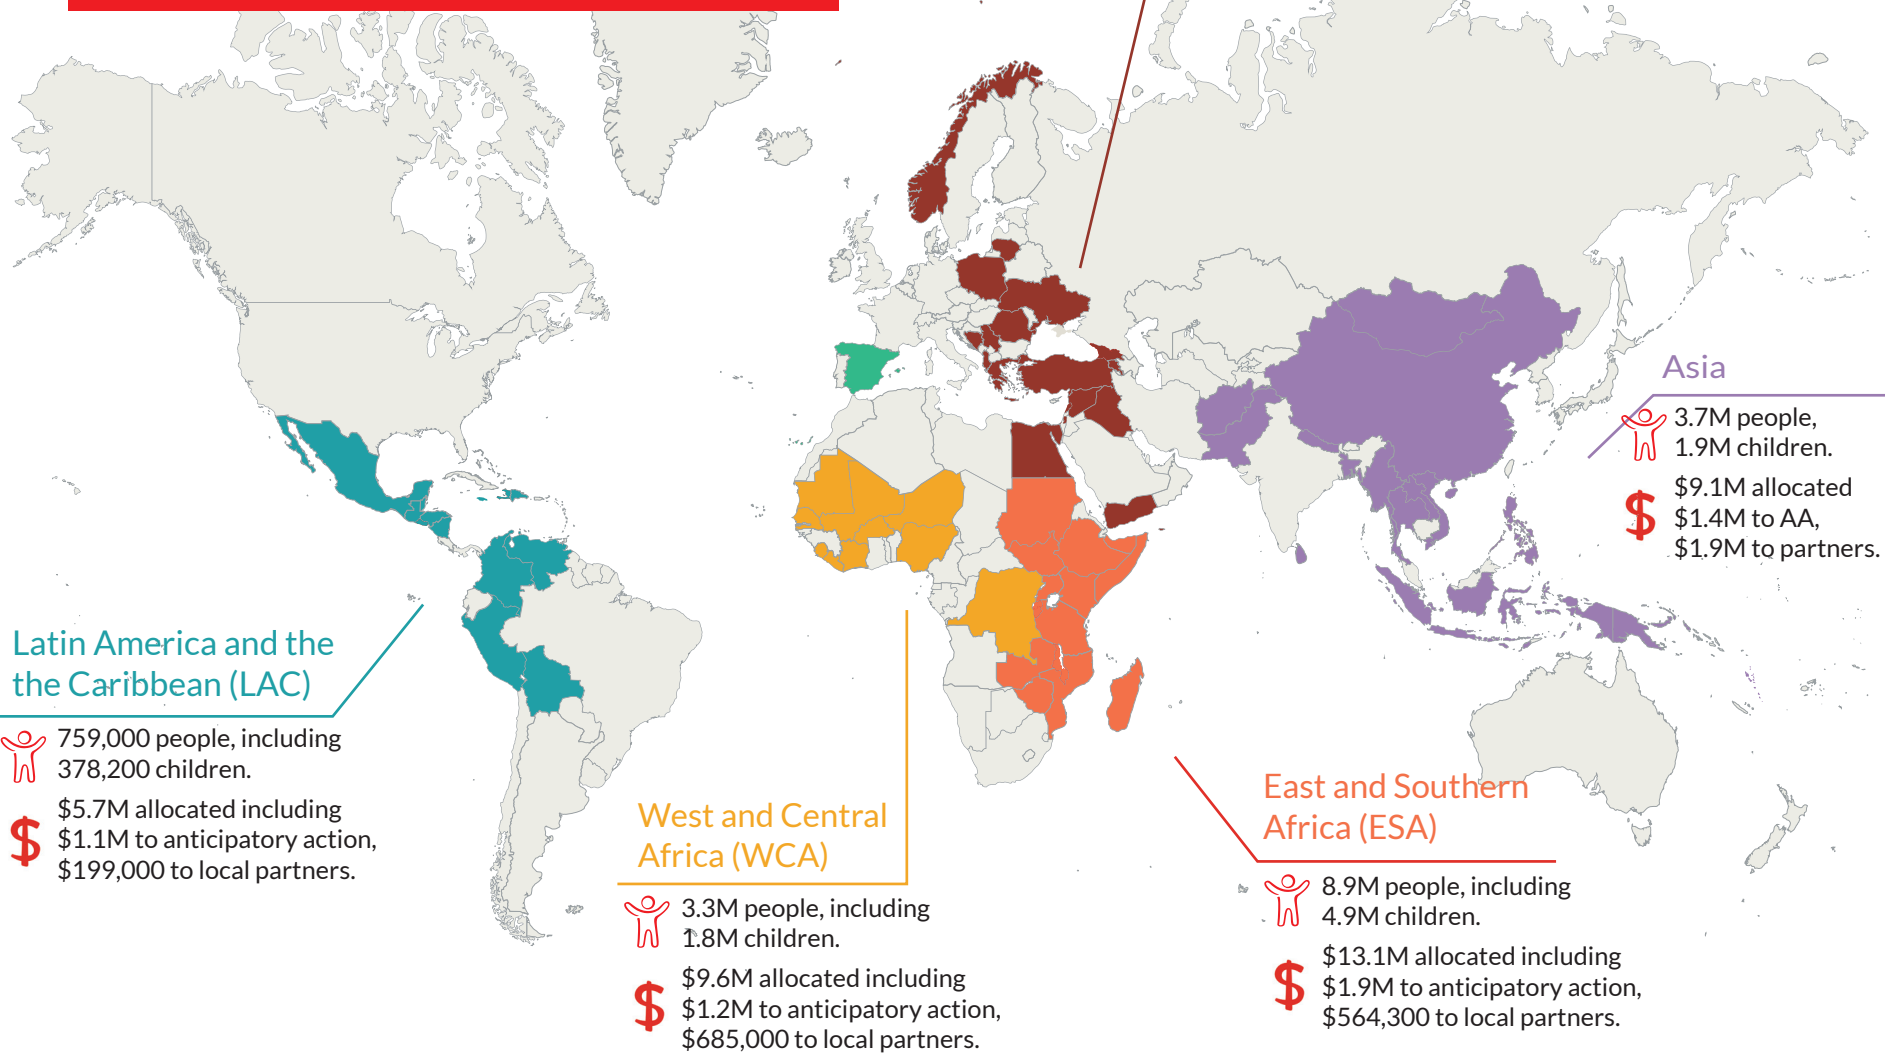 Asia
3.7M people,
1.9M children.
$9.1M allocated
$1.4M to AA,
$1.9M to partners.
Latin America and the
the Caribbean (LAC)
759,000 people, including
378,200 children.
$5.7M allocated including
$1.1M to anticipatory action,
$199,000 to local partners.
West and Central
Africa (WCA)
3.3M people, including
1.8M children.
$9.6M allocated including
$1.2M to anticipatory action,
$685,000 to local partners.
East and Southern
Africa (ESA)
8.9M people, including
4.9M children.
$13.1M allocated including
$1.9M to anticipatory action,
$564,300 to local partners.